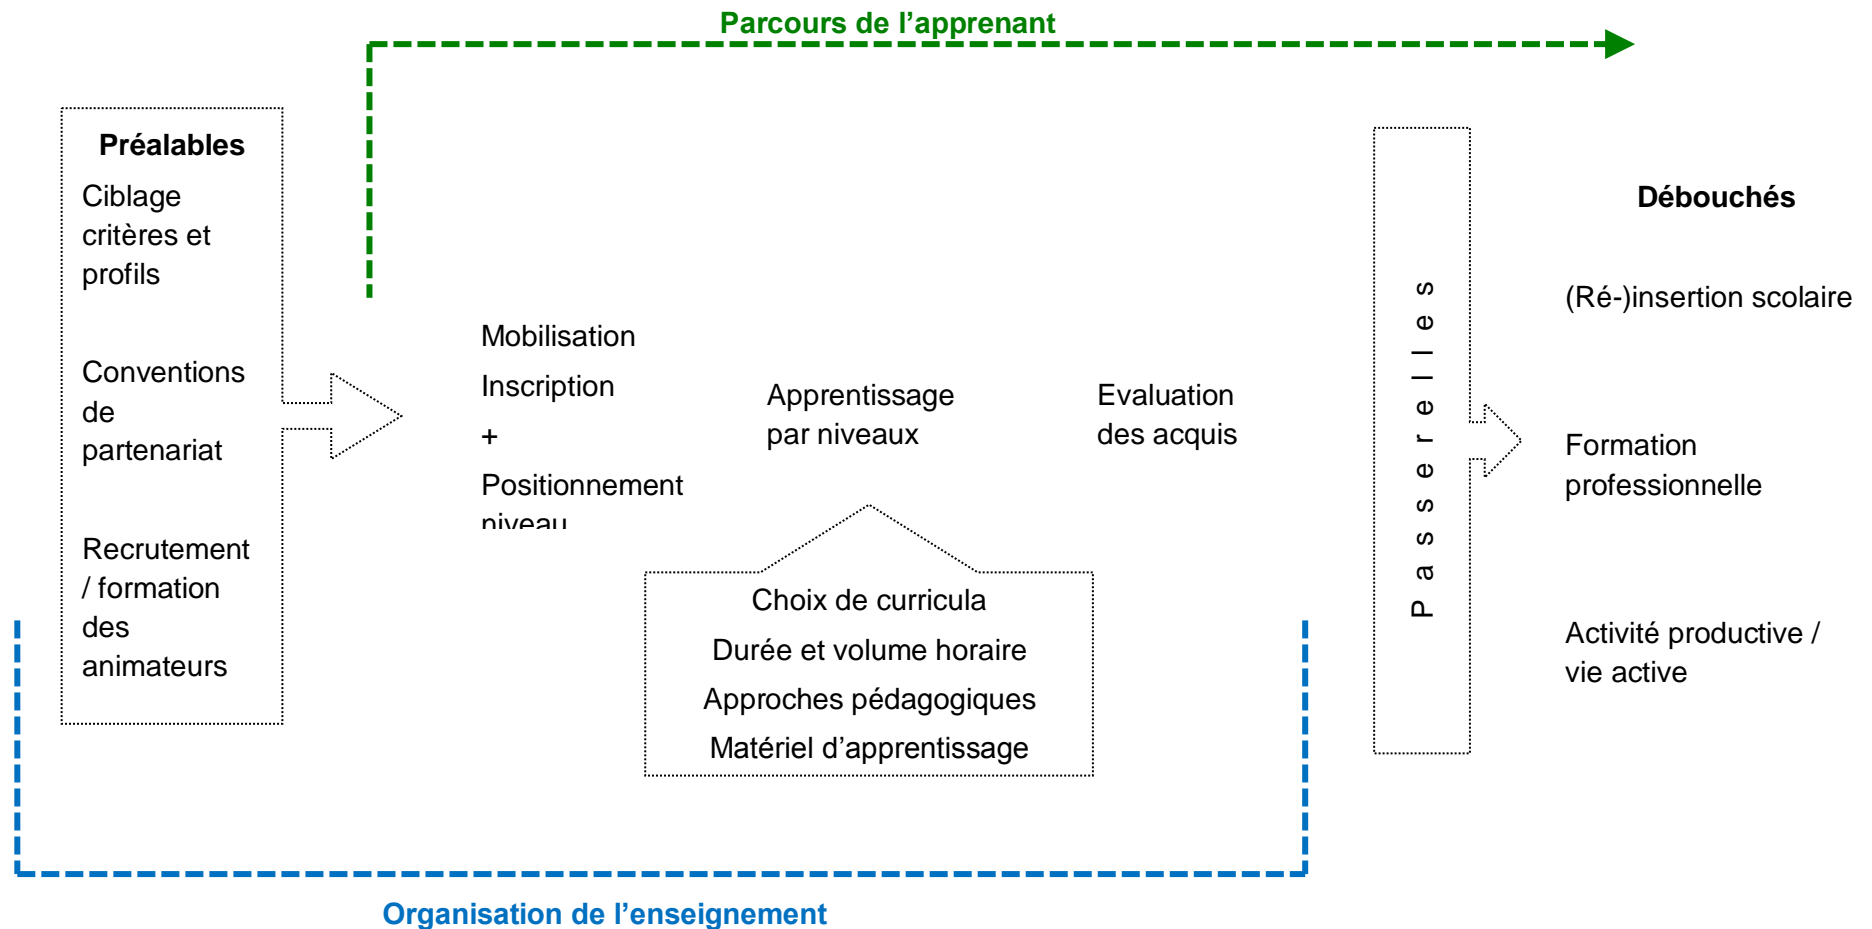 Parcours de l’apprenant
Préalables
Ciblage
critères et
profils
Conventions
de
partenariat
Recrutement
/ formation
des
animateurs
Mobilisation
Inscription
+
Positionnement
niveau
Apprentissage
par niveaux
Evaluation
des acquis
Choix de curricula
Durée et volume horaire
Approches pédagogiques
Matériel d’apprentissage
Passerelles
Débouchés
(Ré-)insertion scolaire
Formation
professionnelle
Activité productive /
vie active
Organisation de l’enseignement